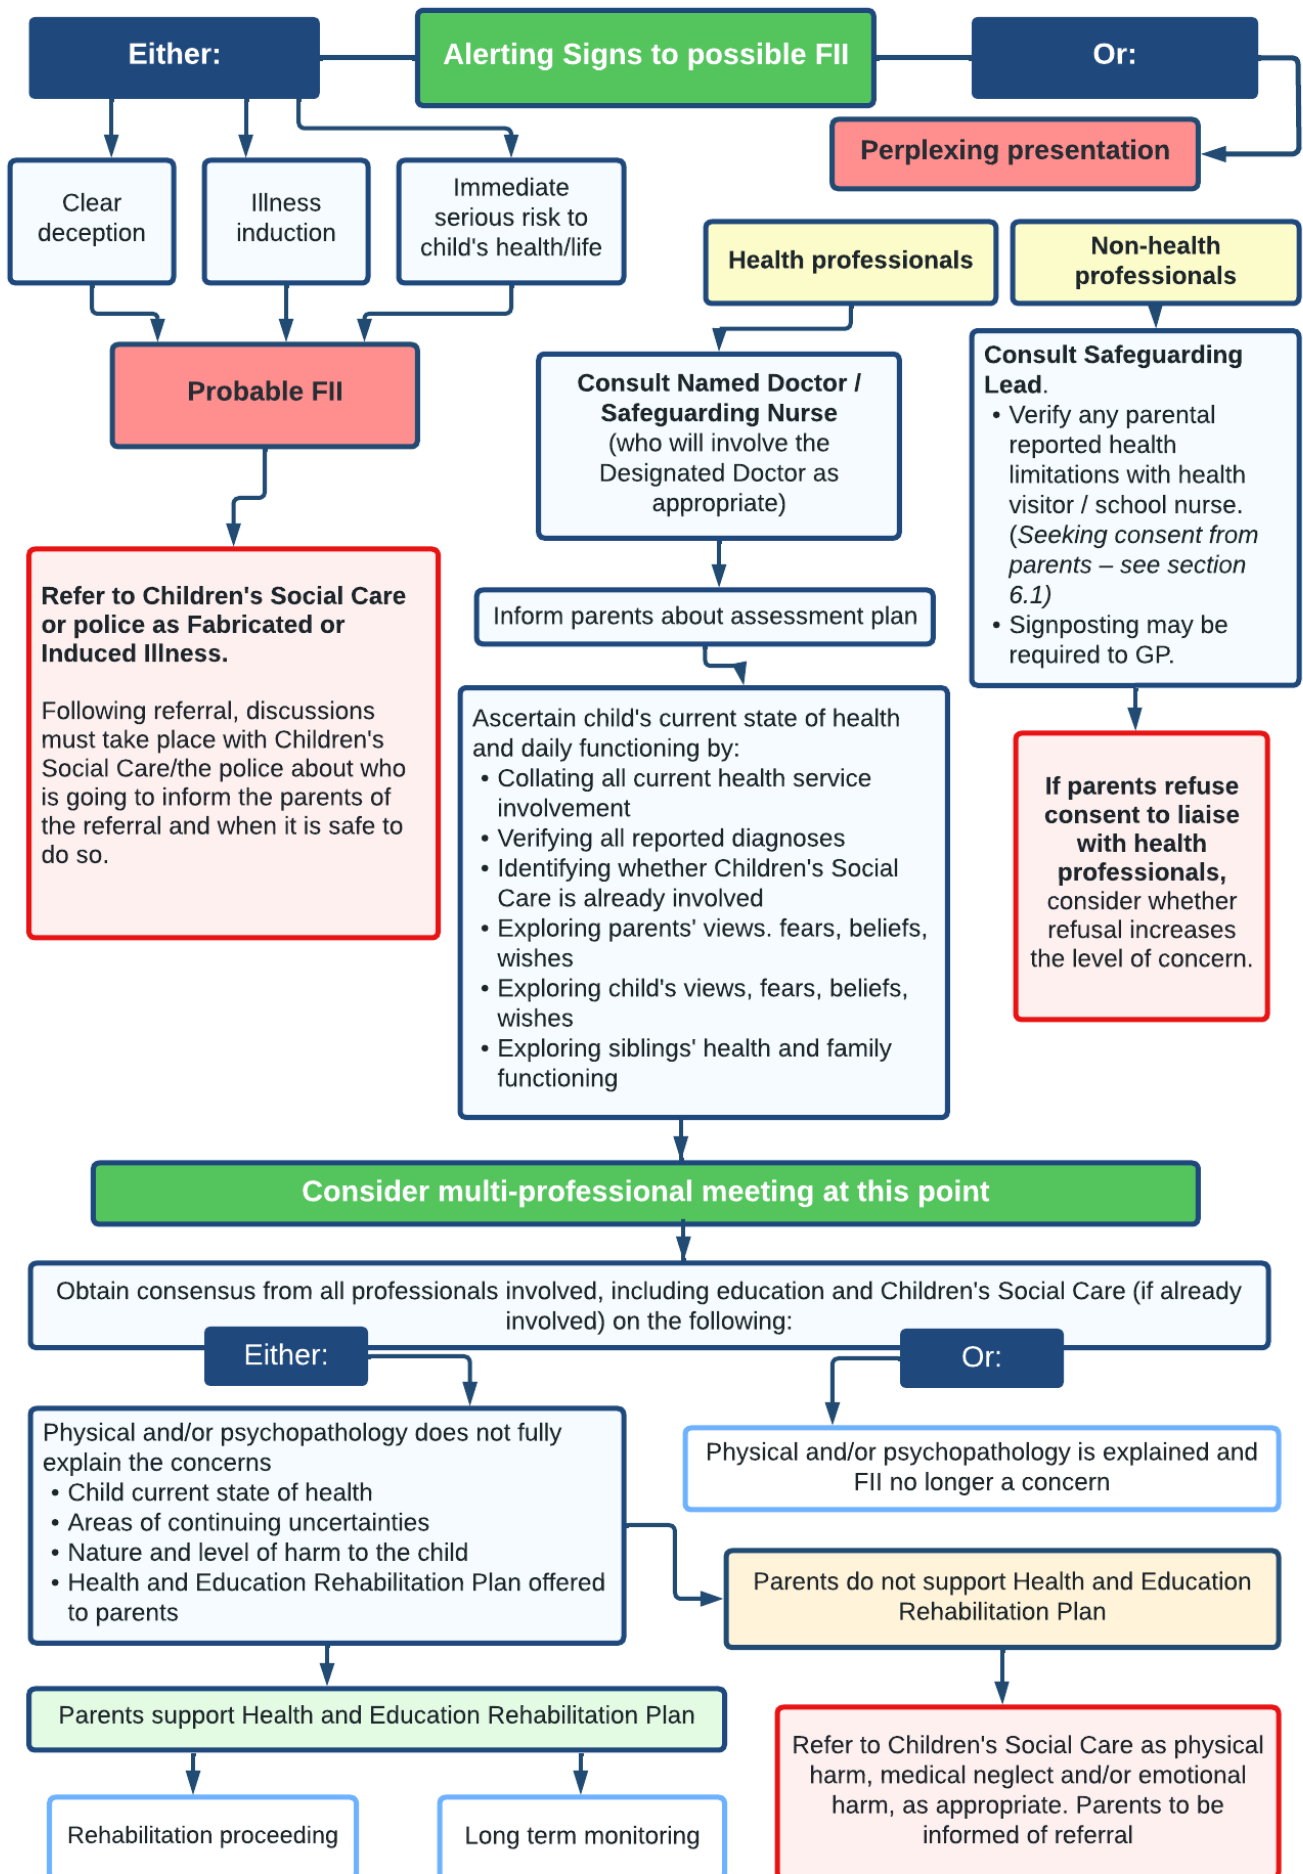 Either:
Alerting Signs to possible FII
Or:
Perplexing presentation
Clear
deception
Illness
induction
Immediate
serious risk to
child's health/life
Probable FII
Refer to Children's Social Care
or police as Fabricated or
Induced Illness.
Following referral, discussions
must take place with Children's
Social Care/the police about who
is going to inform the parents of
the referral and when it is safe to
do so.
Health professionals
Consult Named Doctor /
Safeguarding Nurse
(who will involve the
Designated Doctor as
appropriate)
Inform parents about assessment plan
Ascertain child's current state of health
and daily functioning by:
• Collating all current health service
involvement
• Verifying all reported diagnoses
• Identifying whether Children's Social
Care is already involved
• Exploring parents' views. fears, beliefs,
wishes
• Exploring child's views, fears, beliefs,
wishes
• Exploring siblings' health and family
functioning
Non-health
professionals
Consult Safeguarding
Lead.
• Verify any parental
reported health
limitations with health
visitor / school nurse.
(Seeking consent from
parents – see section
6.1)
• Signposting may be
required to GP.
If parents refuse
consent to liaise
with health
professionals,
consider whether
refusal increases
the level of concern.
Consider multi-professional meeting at this point
Obtain consensus from all professionals involved, including education and Children's Social Care (if already
involved) on the following:
Either:
Or:
Physical and/or psychopathology does not fully
explain the concerns
• Child current state of health
• Areas of continuing uncertainties
• Nature and level of harm to the child
• Health and Education Rehabilitation Plan offered
to parents
Physical and/or psychopathology is explained and
FII no longer a concern
Parents do not support Health and Education
Rehabilitation Plan
Parents support Health and Education Rehabilitation Plan
Refer to Children's Social Care as physical
harm, medical neglect and/or emotional
harm, as appropriate. Parents to be
informed of referral
Rehabilitation proceeding
Long term monitoring